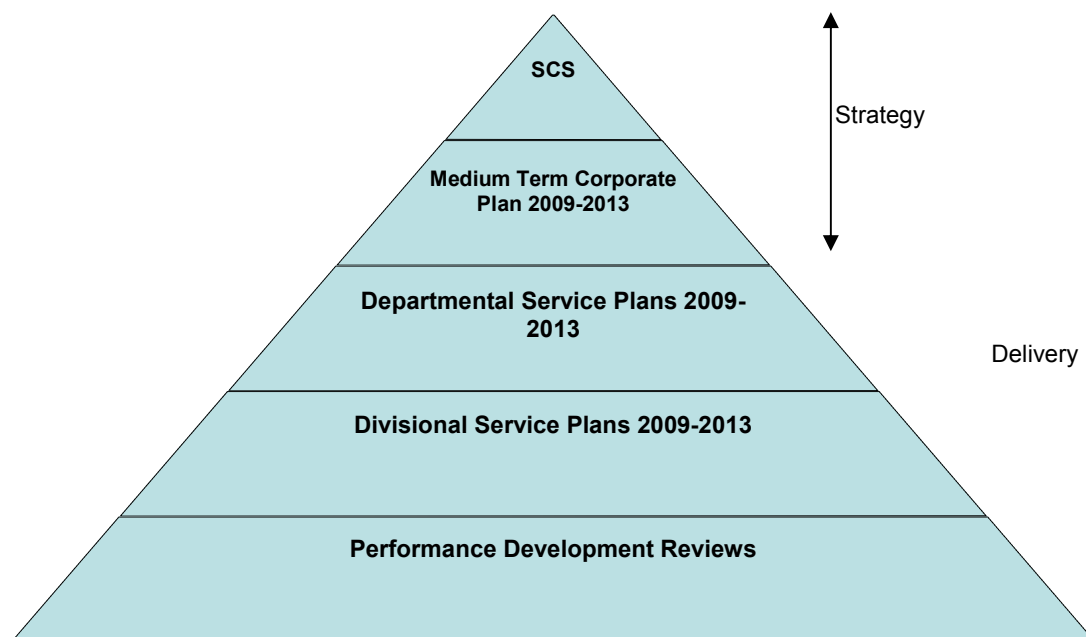 SCS
Strategy
Medium Term Corporate
Plan 2009-2013
Departmental Service Plans 2009-
2013
Delivery
Divisional Service Plans 2009-2013
Performance Development Reviews